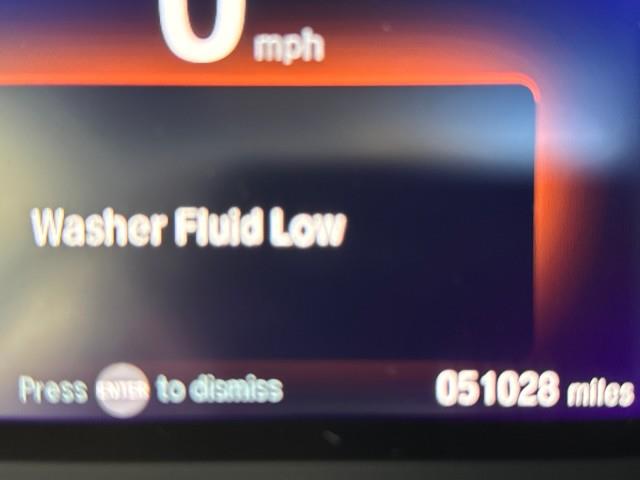 0 mph
Washer Fluid Low
Press ENTER to dismiss
051028 miles